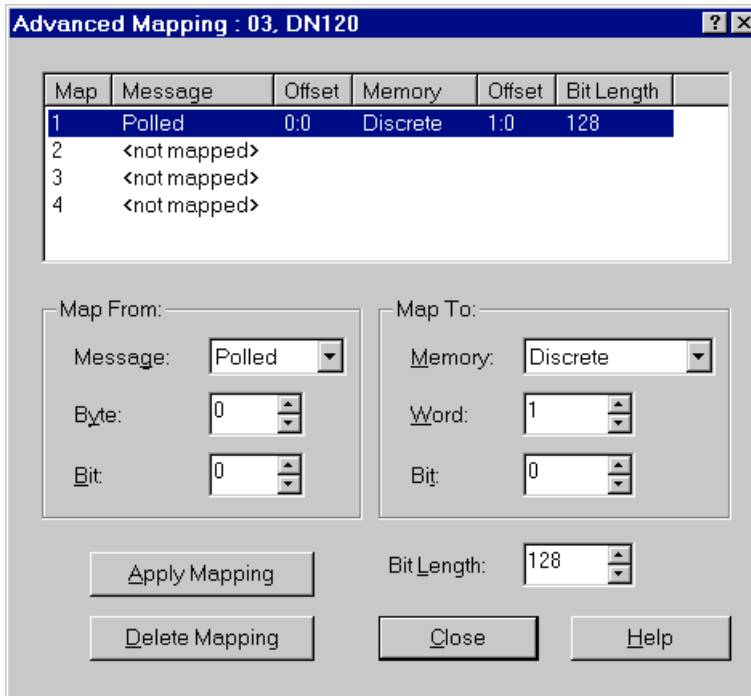 Advanced Mapping : 03, DN120
Map Message Offset Memory Offset Bit Length
1 Polled 0:0 Discrete 1:0 128
2 <not mapped>
3 <not mapped>
4 <not mapped>
Map From: Map To:
Message: Polled Memory: Discrete
Byte: 0 Word: 1
Bit: 0 Bit: 0
Apply Mapping Bit Length: 128
Delete Mapping Close Help